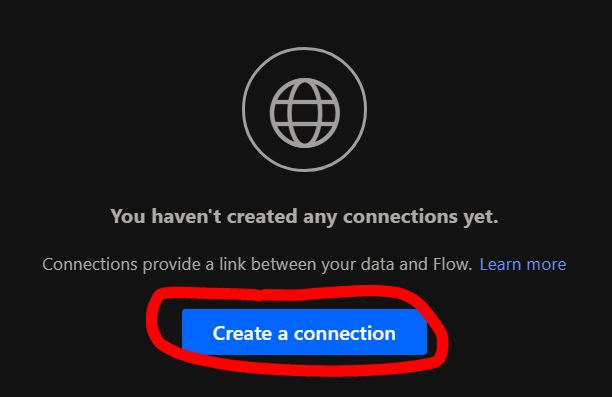 You haven't created any connections yet.
Connections provide a link between your data and Flow. Learn more
Create a connection